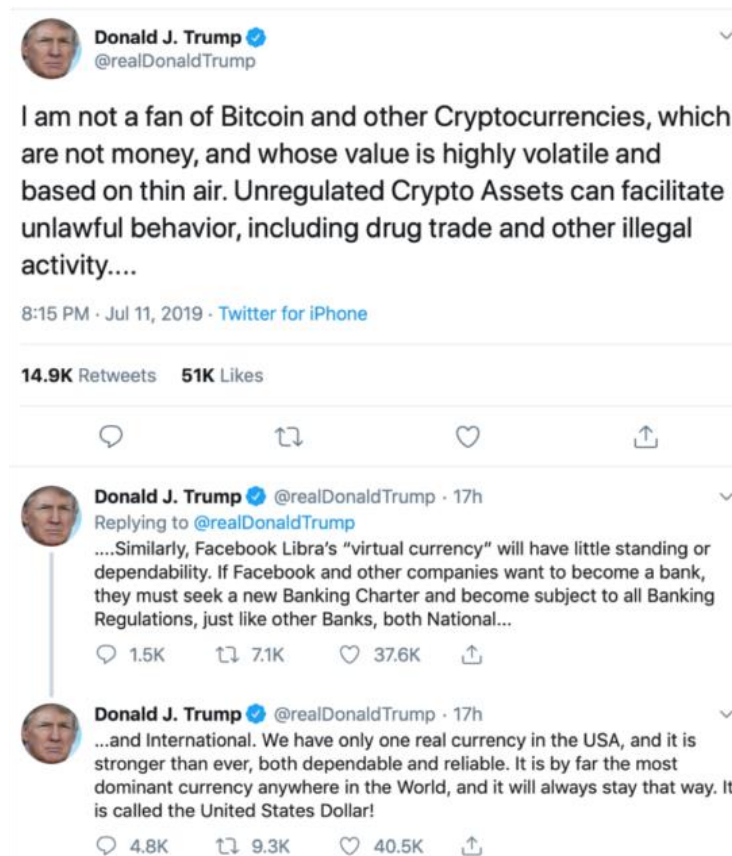 Donald J. Trump
@realDonaldTrump
I am not a fan of Bitcoin and other Cryptocurrencies, which
are not money, and whose value is highly volatile and
based on thin air. Unregulated Crypto Assets can facilitate
unlawful behavior, including drug trade and other illegal
activity....
8:15 PM · Jul 11, 2019 · Twitter for iPhone
14.9K Retweets 51K Likes
Donald J. Trump @realDonaldTrump · 17h
Replying to @realDonaldTrump
....Similarly, Facebook Libra's “virtual currency” will have little standing or
dependability. If Facebook and other companies want to become a bank,
they must seek a new Banking Charter and become subject to all Banking
Regulations, just like other Banks, both National...
1.5K 7.1K 37.6K
Donald J. Trump @realDonaldTrump · 17h
...and International. We have only one real currency in the USA, and it is
stronger than ever, both dependable and reliable. It is by far the most
dominant currency anywhere in the World, and it will always stay that way. It
is called the United States Dollar!
4.8K 9.3K 40.5K